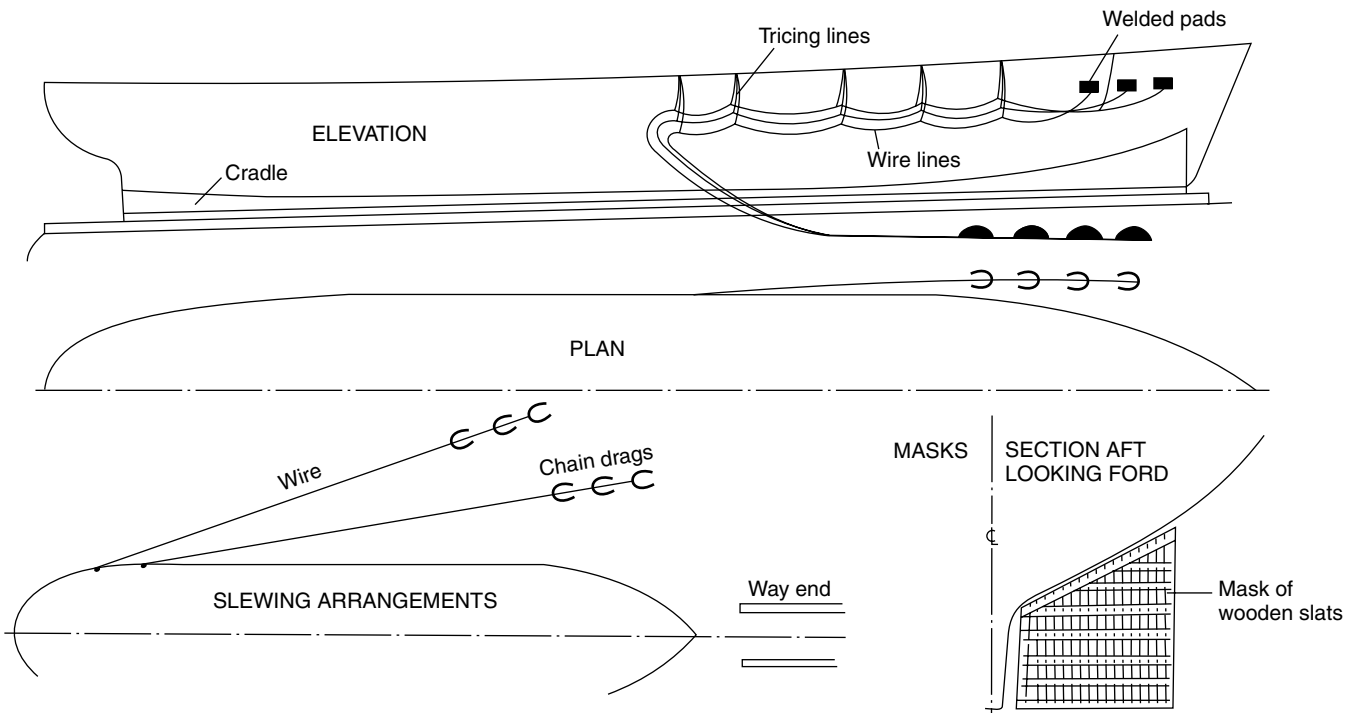 Welded pads
Tricing lines
ELEVATION
Wire lines
Cradle
PLAN
Wire
Chain drags
MASKS
SECTION AFT
LOOKING FORD
℄
Way end
SLEWING ARRANGEMENTS
Mask of
wooden slats